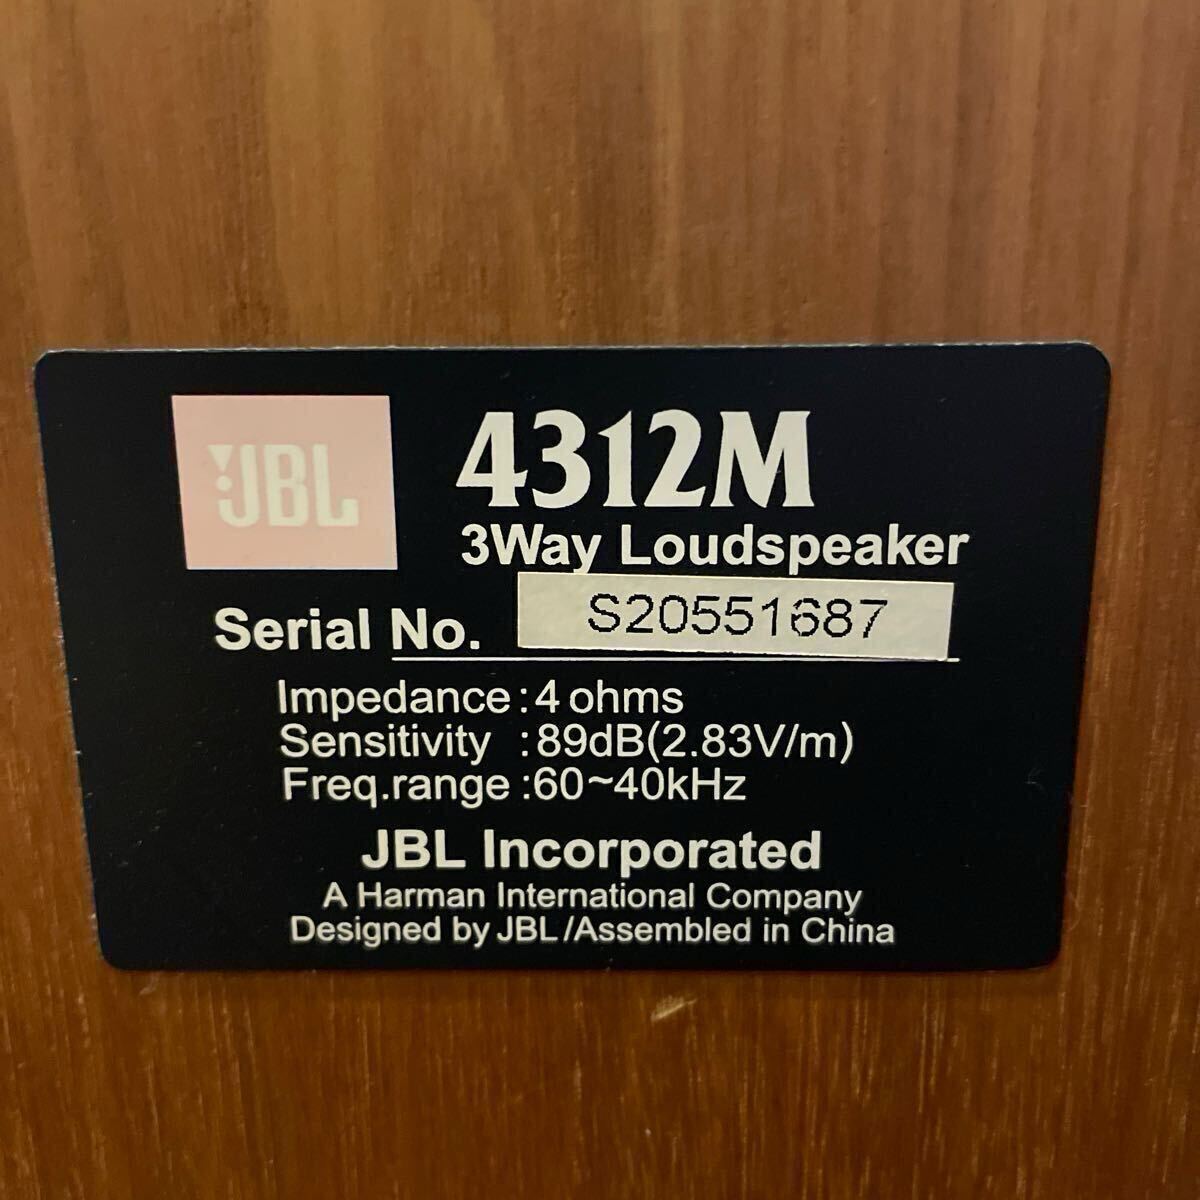 JBL
4312M
3Way Loudspeaker
Serial No. S20551687
Impedance:4 ohms
Sensitivity :89dB(2.83V/m)
Freq.range:60~40kHz
JBL Incorporated
A Harman International Company
Designed by JBL/Assembled in China